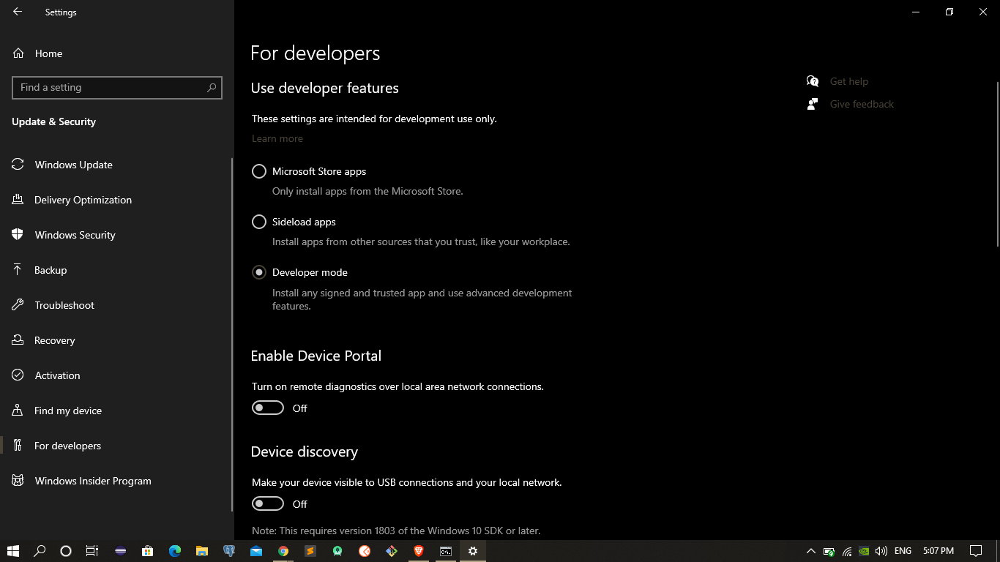 Settings
Home
Find a setting
Update & Security
Windows Update
Delivery Optimization
Windows Security
Backup
Troubleshoot
Recovery
Activation
Find my device
For developers
Windows Insider Program
For developers
Use developer features
These settings are intended for development use only.
Learn more
Microsoft Store apps
Only install apps from the Microsoft Store.
Sideload apps
Install apps from other sources that you trust, like your workplace.
Developer mode
Install any signed and trusted app and use advanced development
features.
Enable Device Portal
Turn on remote diagnostics over local area network connections.
Off
Device discovery
Make your device visible to USB connections and your local network.
Off
Note: This requires version 1803 of the Windows 10 SDK or later.
Get help
Give feedback
ENG
5:07 PM